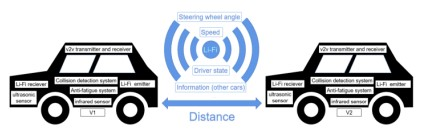 Steering wheel angle
Speed
Li-Fi
Driver state
Information (other cars)
Distance
v2v transmitter and receiver
Collision detection system
Li-Fi reciever
Li-Fi emitter
Anti-fatigue system
ultrasonic
sensor
infrared sensor
V1
v2v transmitter and receiver
Collision detection system
Li-Fi reciever
Li-Fi emitter
Anti-fatigue system
ultrasonic
sensor
infrared sensor
V2